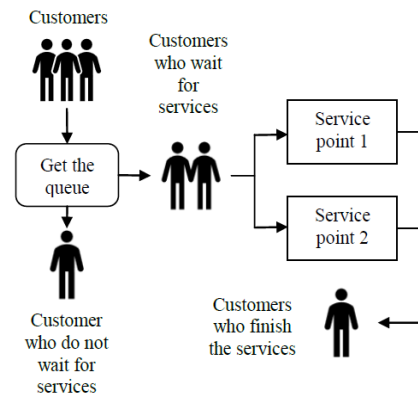 Customers
Customers
who wait
for
services
Get the
queue
Service
point 1
Service
point 2
Customer
who do not
wait for
services
Customers
who finish
the services